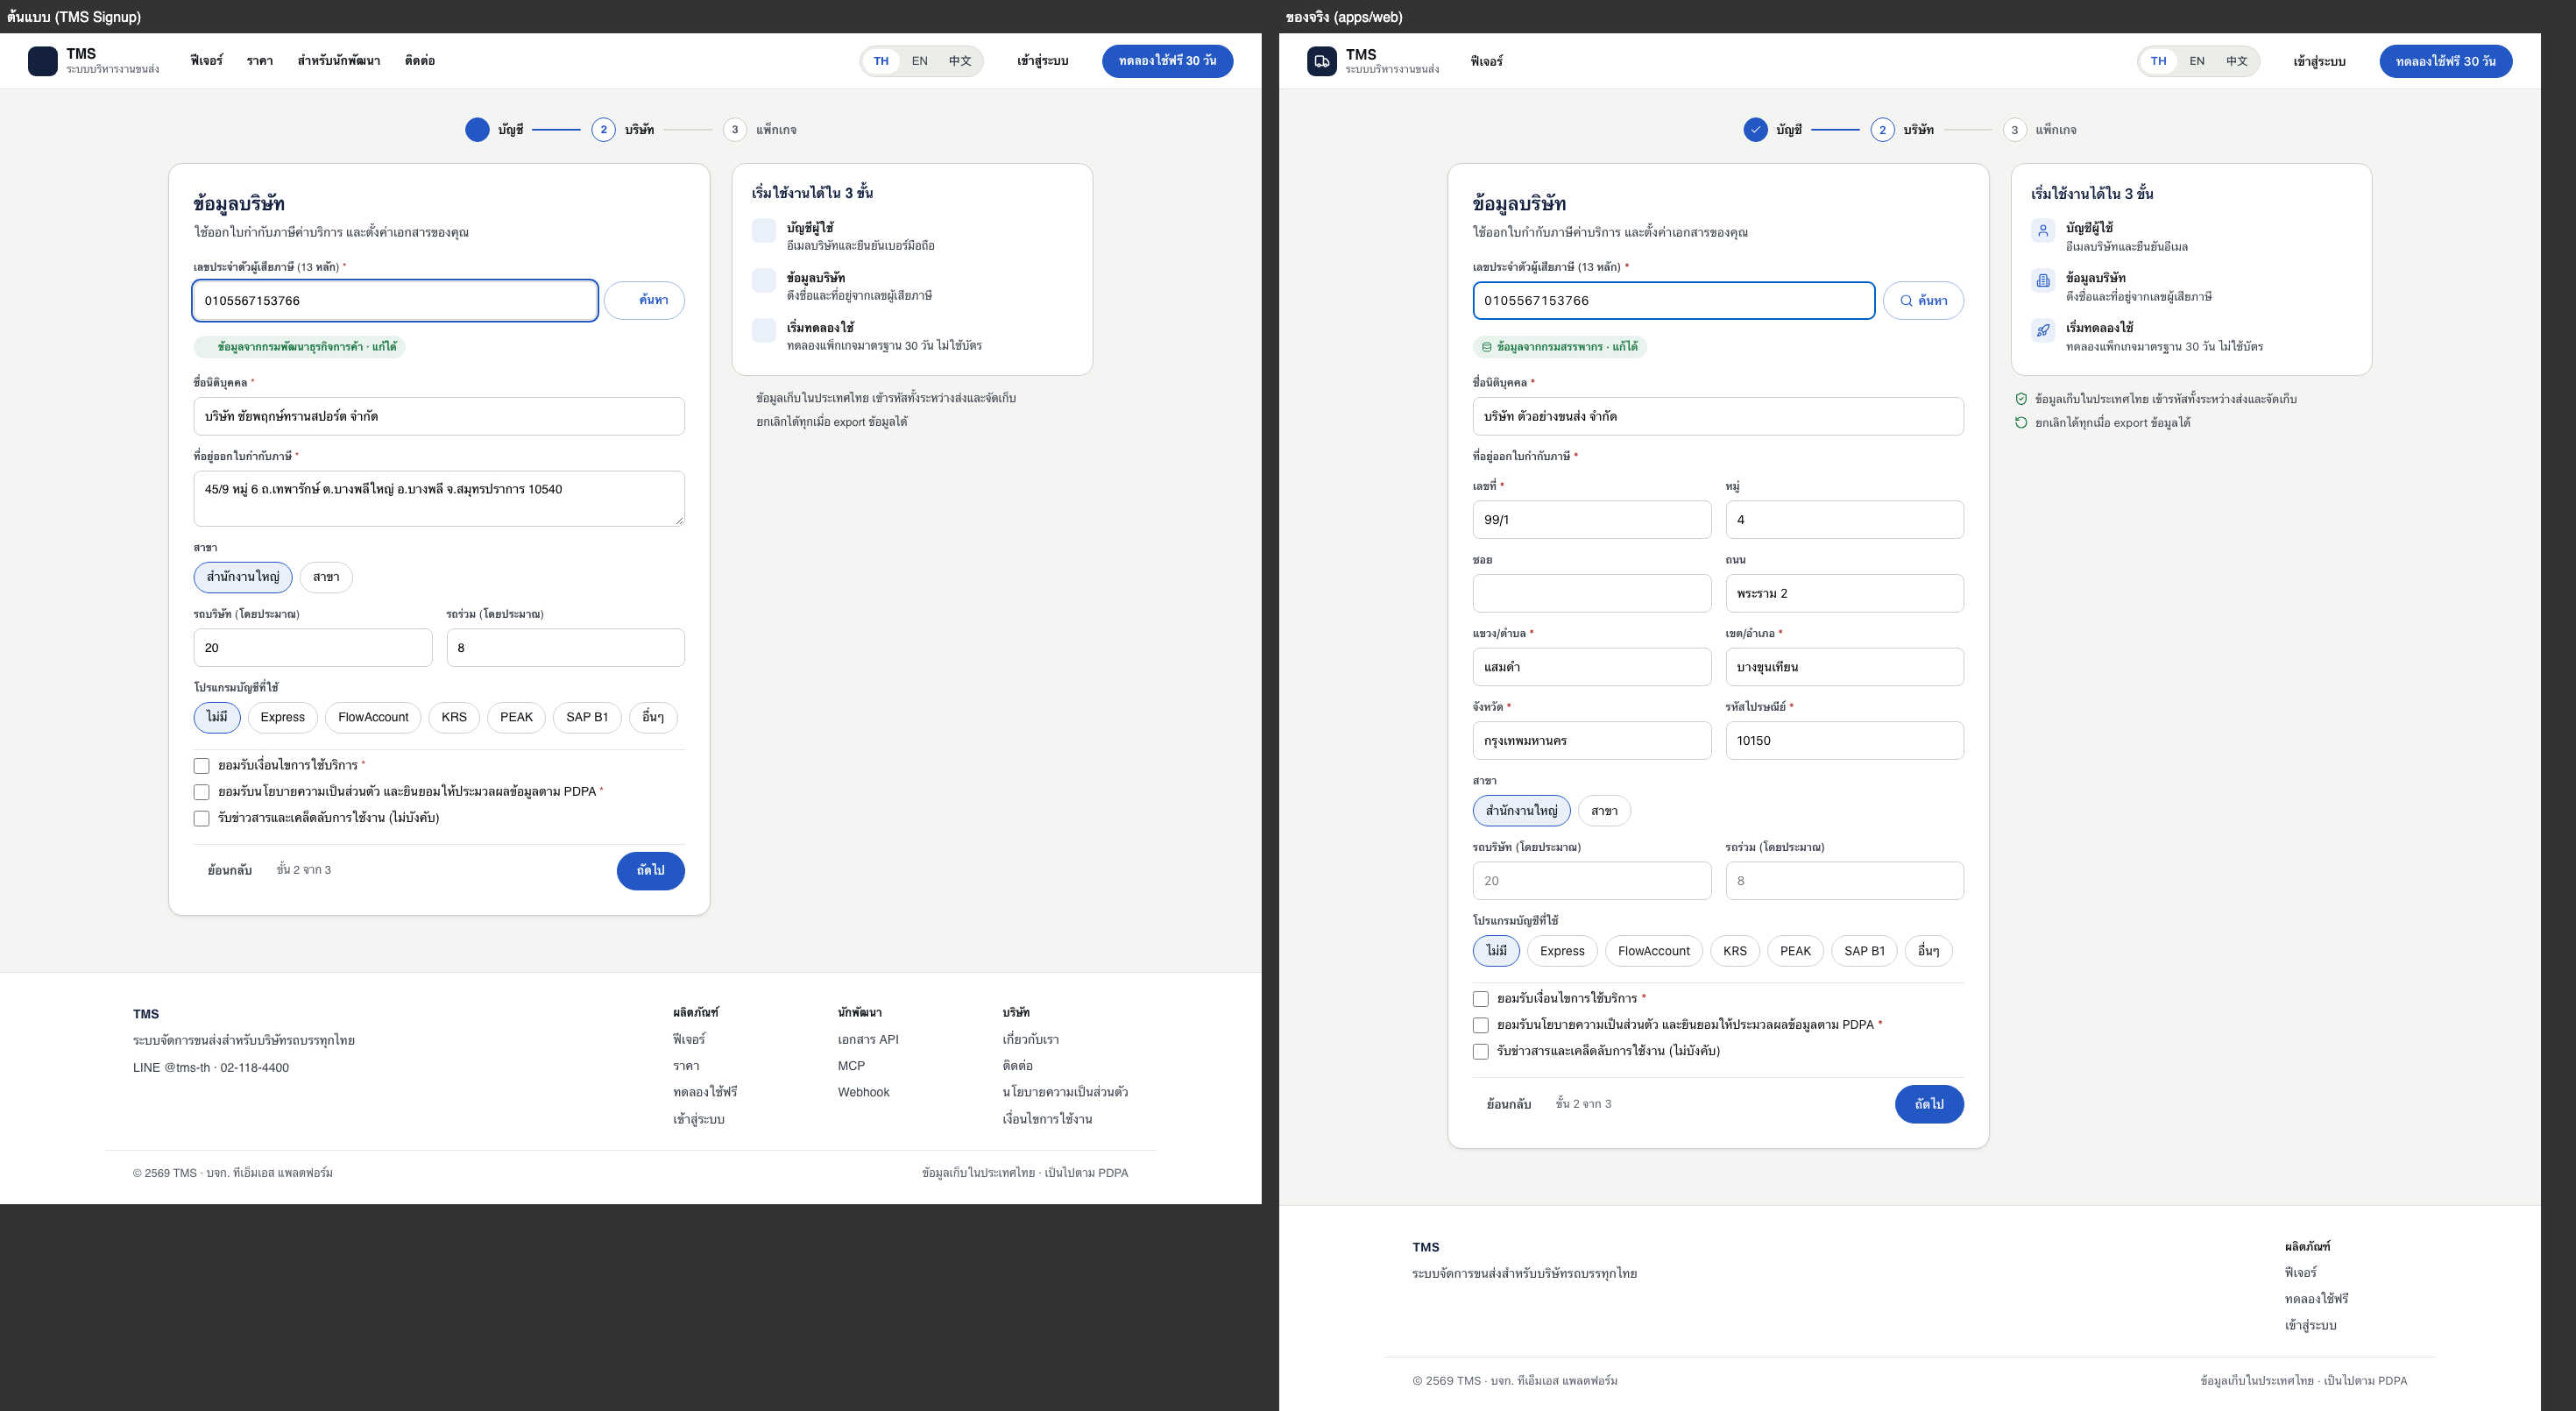 ต้นแบบ (TMS Signup)
TMS
ระบบบริหารงานขนส่ง
ฟีเจอร์ ราคา สำหรับนักพัฒนา ติดต่อ
TH EN 中文
เข้าสู่ระบบ
ทดลองใช้ฟรี 30 วัน
บัญชี 2 บริษัท 3 แพ็กเกจ
ข้อมูลบริษัท
ใช้ออกใบกำกับภาษีค่าบริการ และตั้งค่าเอกสารของคุณ
เลขประจำตัวผู้เสียภาษี (13 หลัก) *
0105567153766 ค้นหา
ข้อมูลจากกรมพัฒนาธุรกิจการค้า · แก้ได้
ชื่อนิติบุคคล *
บริษัท ชัยพฤกษ์ทรานสปอร์ต จำกัด
ที่อยู่ออกใบกำกับภาษี *
45/9 หมู่ 6 ถ.เทพารักษ์ ต.บางพลีใหญ่ อ.บางพลี จ.สมุทรปราการ 10540
สาขา
สำนักงานใหญ่ สาขา
รถบริษัท (โดยประมาณ) รถร่วม (โดยประมาณ)
20 8
โปรแกรมบัญชีที่ใช้
ไม่มี Express FlowAccount KRS PEAK SAP B1 อื่นๆ
ยอมรับเงื่อนไขการใช้บริการ *
ยอมรับนโยบายความเป็นส่วนตัว และยินยอมให้ประมวลผลข้อมูลตาม PDPA *
รับข่าวสารและเคล็ดลับการใช้งาน (ไม่บังคับ)
ย้อนกลับ ขั้น 2 จาก 3 ถัดไป
เริ่มใช้งานได้ใน 3 ขั้น
บัญชีผู้ใช้
อีเมลบริษัทและยืนยันเบอร์มือถือ
ข้อมูลบริษัท
ดึงชื่อและที่อยู่จากเลขผู้เสียภาษี
เริ่มทดลองใช้
ทดลองแพ็กเกจมาตรฐาน 30 วัน ไม่ใช้บัตร
ข้อมูลเก็บในประเทศไทย เข้ารหัสทั้งระหว่างส่งและจัดเก็บ
ยกเลิกได้ทุกเมื่อ export ข้อมูลได้
TMS
ระบบจัดการขนส่งสำหรับบริษัทรถบรรทุกไทย
LINE @tms-th · 02-118-4400
ผลิตภัณฑ์
ฟีเจอร์
ราคา
ทดลองใช้ฟรี
เข้าสู่ระบบ
นักพัฒนา
เอกสาร API
MCP
Webhook
บริษัท
เกี่ยวกับเรา
ติดต่อ
นโยบายความเป็นส่วนตัว
เงื่อนไขการใช้งาน
© 2569 TMS · บจก. ทีเอ็มเอส แพลตฟอร์ม
ข้อมูลเก็บในประเทศไทย · เป็นไปตาม PDPA
ของจริง (apps/web)
TMS
ระบบบริหารงานขนส่ง
ฟีเจอร์
TH EN 中文
เข้าสู่ระบบ
ทดลองใช้ฟรี 30 วัน
บัญชี 2 บริษัท 3 แพ็กเกจ
ข้อมูลบริษัท
ใช้ออกใบกำกับภาษีค่าบริการ และตั้งค่าเอกสารของคุณ
เลขประจำตัวผู้เสียภาษี (13 หลัก) *
0105567153766 ค้นหา
ข้อมูลจากกรมสรรพากร · แก้ได้
ชื่อนิติบุคคล *
บริษัท ตัวอย่างขนส่ง จำกัด
ที่อยู่ออกใบกำกับภาษี *
เลขที่ * หมู่
99/1 4
ซอย ถนน
พระราม 2
แขวง/ตำบล * เขต/อำเภอ *
แสมดำ บางขุนเทียน
จังหวัด * รหัสไปรษณีย์ *
กรุงเทพมหานคร 10150
สาขา
สำนักงานใหญ่ สาขา
รถบริษัท (โดยประมาณ) รถร่วม (โดยประมาณ)
20 8
โปรแกรมบัญชีที่ใช้
ไม่มี Express FlowAccount KRS PEAK SAP B1 อื่นๆ
ยอมรับเงื่อนไขการใช้บริการ *
ยอมรับนโยบายความเป็นส่วนตัว และยินยอมให้ประมวลผลข้อมูลตาม PDPA *
รับข่าวสารและเคล็ดลับการใช้งาน (ไม่บังคับ)
ย้อนกลับ ขั้น 2 จาก 3 ถัดไป
เริ่มใช้งานได้ใน 3 ขั้น
บัญชีผู้ใช้
อีเมลบริษัทและยืนยันอีเมล
ข้อมูลบริษัท
ดึงชื่อและที่อยู่จากเลขผู้เสียภาษี
เริ่มทดลองใช้
ทดลองแพ็กเกจมาตรฐาน 30 วัน ไม่ใช้บัตร
ข้อมูลเก็บในประเทศไทย เข้ารหัสทั้งระหว่างส่งและจัดเก็บ
ยกเลิกได้ทุกเมื่อ export ข้อมูลได้
TMS
ระบบจัดการขนส่งสำหรับบริษัทรถบรรทุกไทย
ผลิตภัณฑ์
ฟีเจอร์
ทดลองใช้ฟรี
เข้าสู่ระบบ
© 2569 TMS · บจก. ทีเอ็มเอส แพลตฟอร์ม
ข้อมูลเก็บในประเทศไทย · เป็นไปตาม PDPA